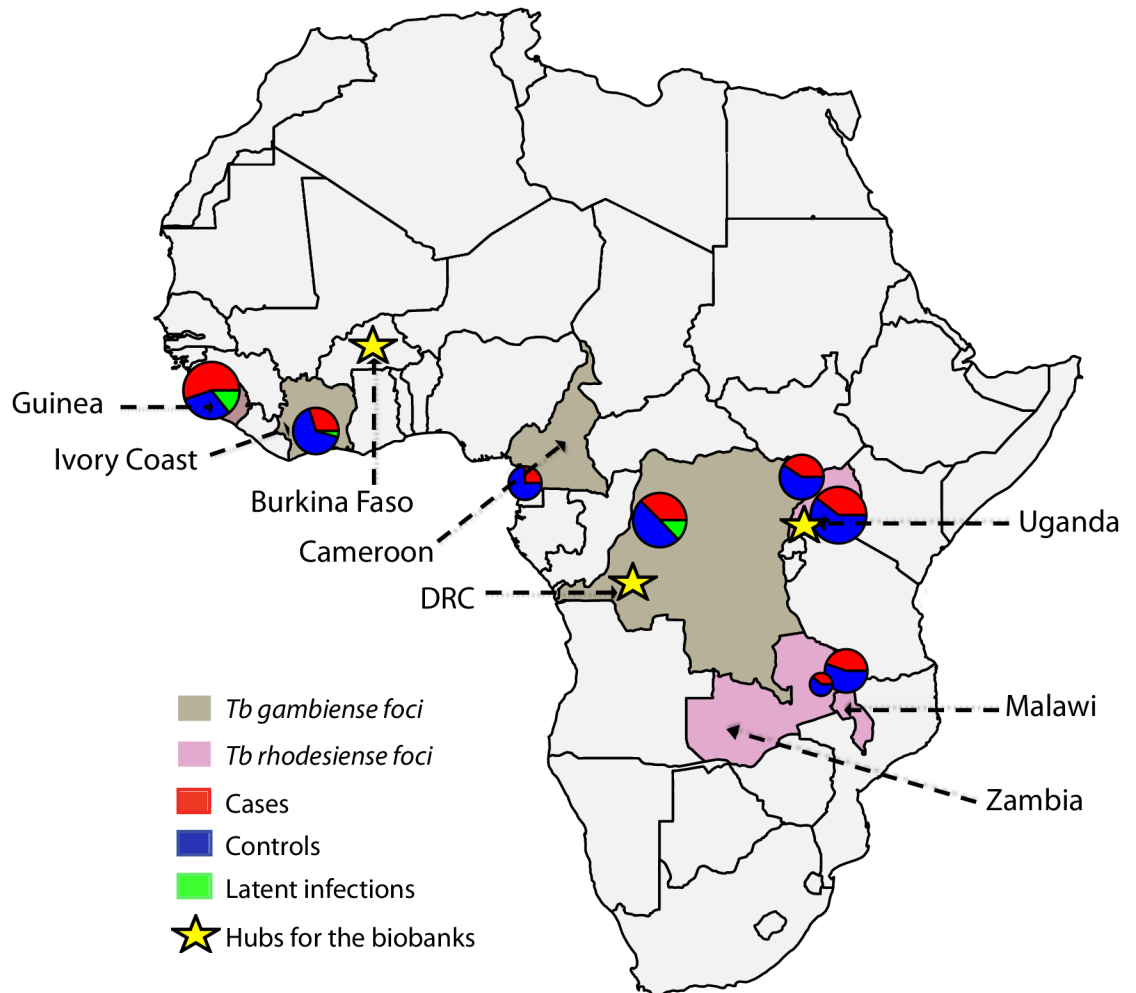 Guinea
Ivory Coast
Burkina Faso
Cameroon
DRC
Uganda
Malawi
Zambia
Tb gambiense foci
Tb rhodesiense foci
Cases
Controls
Latent infections
Hubs for the biobanks